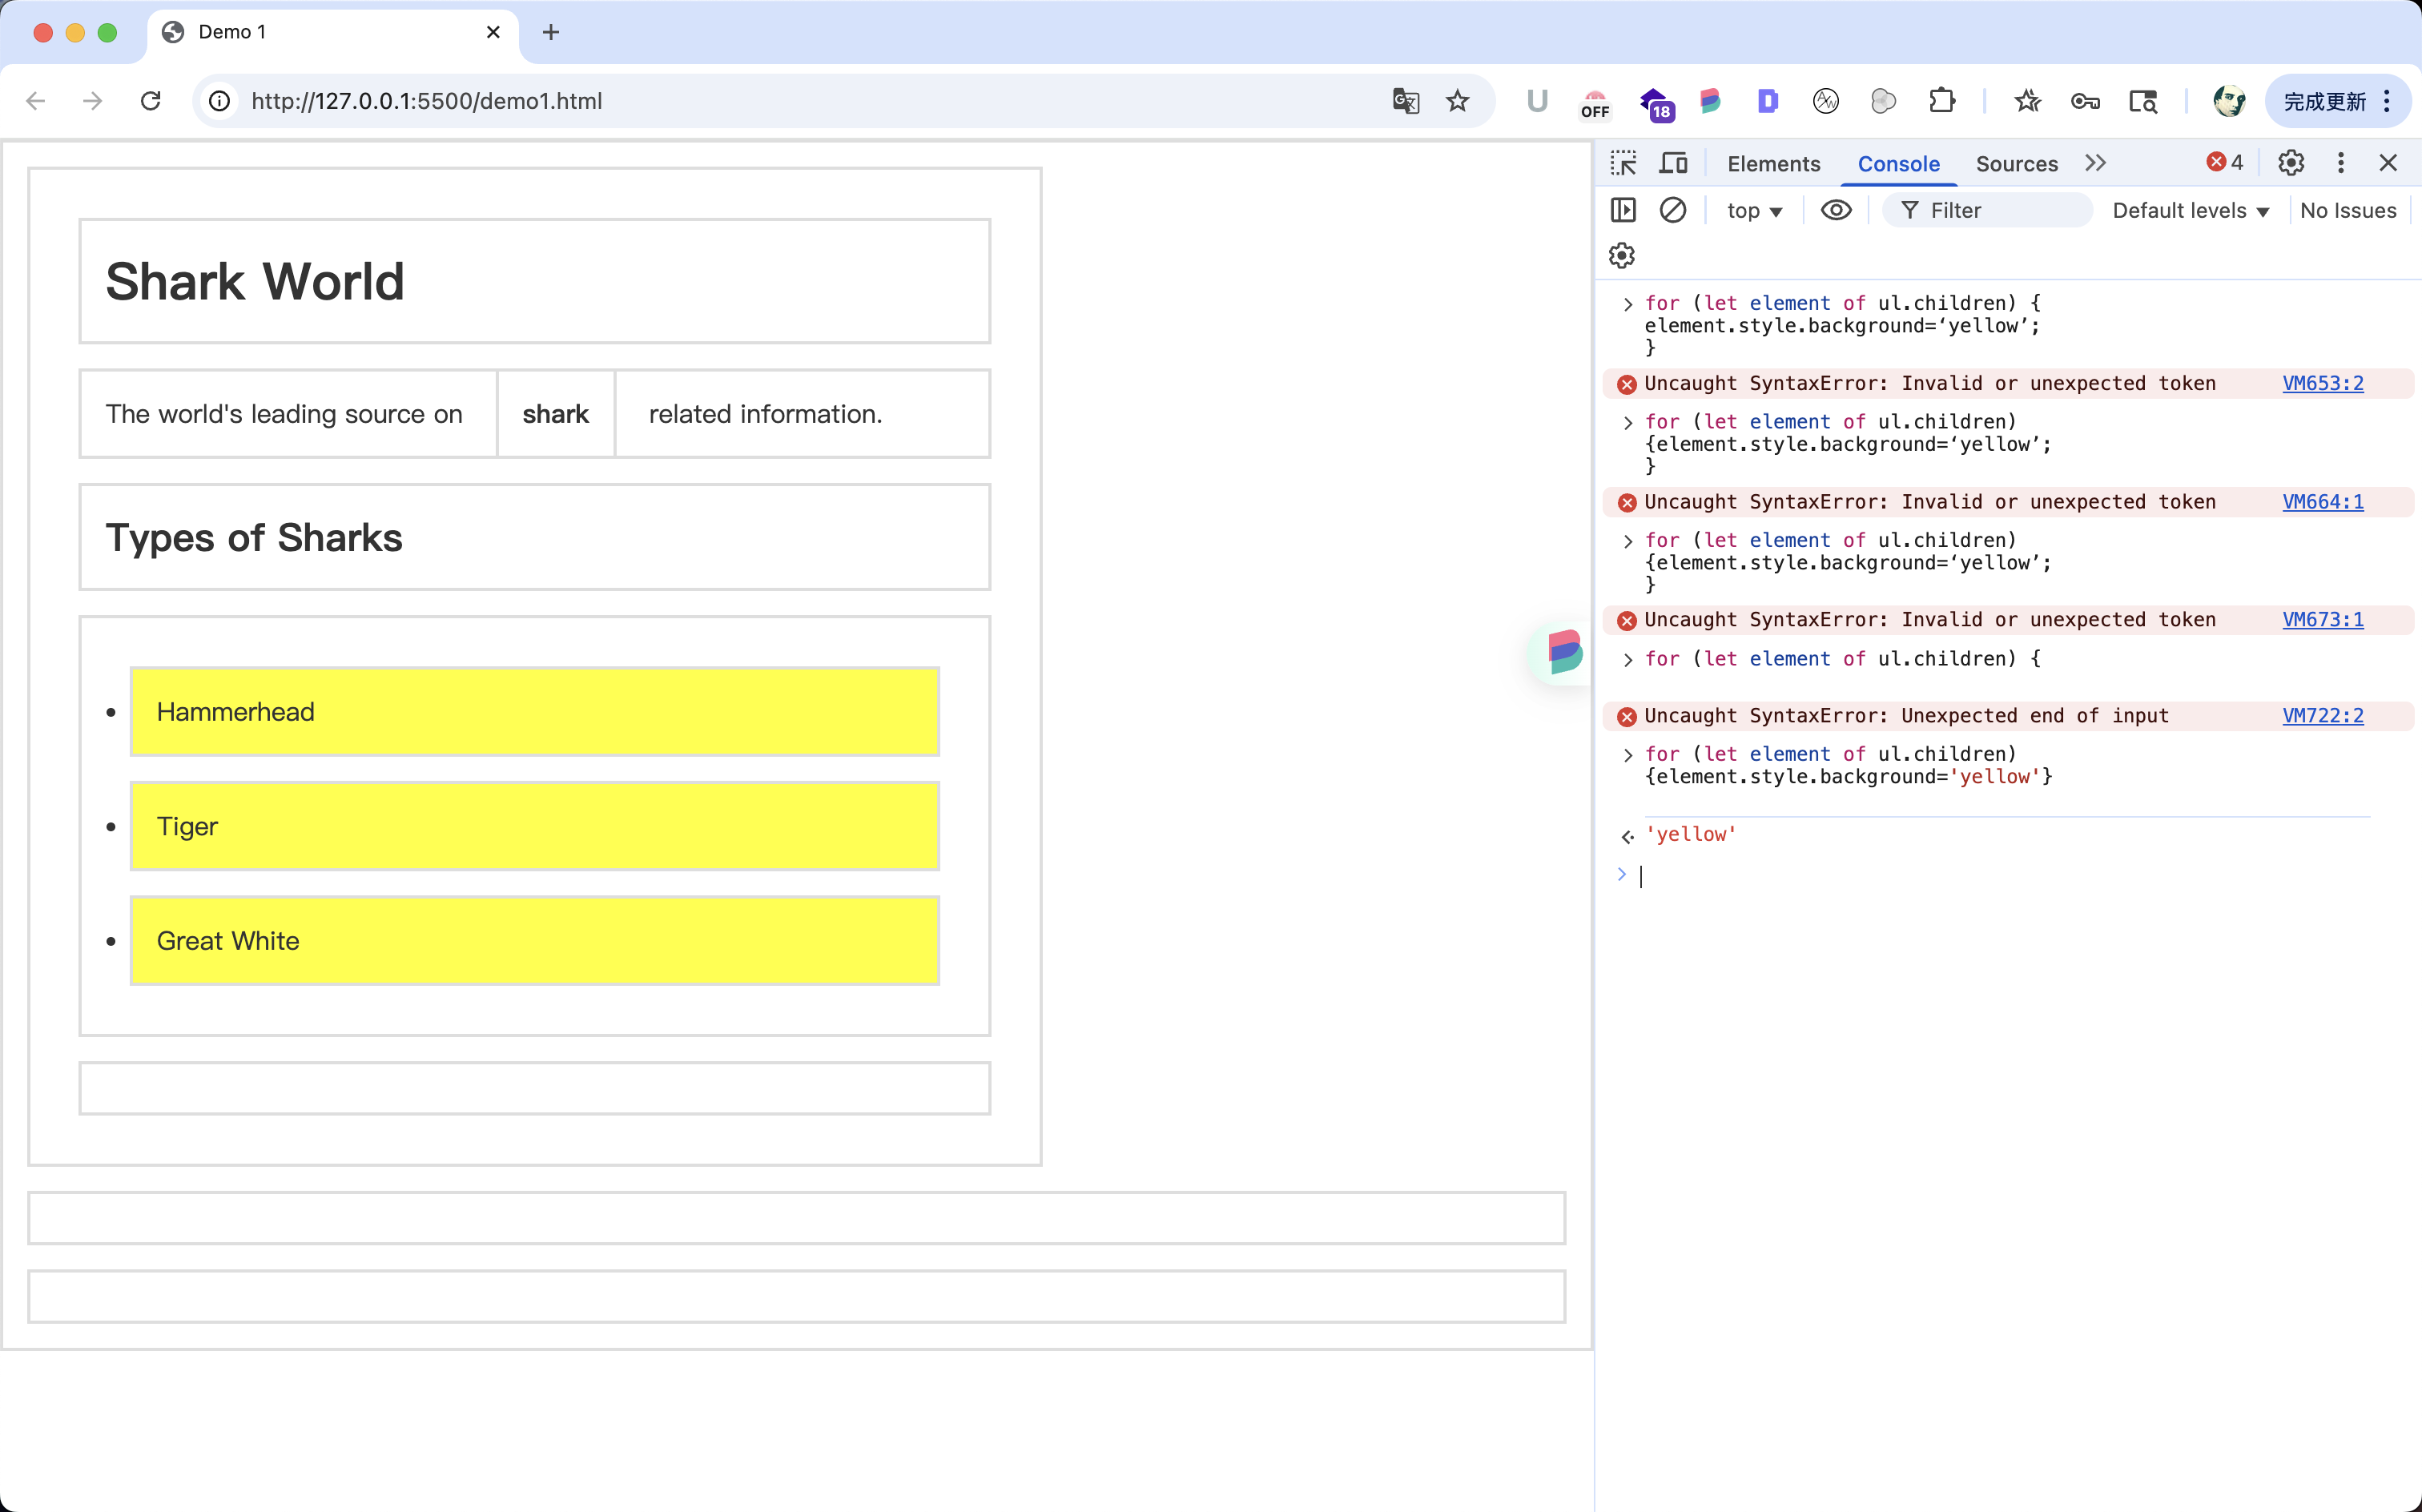 Demo 1
http://127.0.0.1:5500/demo1.html
OFF
18
完成更新
Shark World
The world's leading source on shark related information.
Types of Sharks
• Hammerhead
• Tiger
• Great White
Elements Console Sources 4
top Filter Default levels No Issues
for (let element of ul.children) {
element.style.background=‘yellow’;
}
Uncaught SyntaxError: Invalid or unexpected token VM653:2
for (let element of ul.children)
{element.style.background=‘yellow’;
}
Uncaught SyntaxError: Invalid or unexpected token VM664:1
for (let element of ul.children)
{element.style.background=‘yellow’;
}
Uncaught SyntaxError: Invalid or unexpected token VM673:1
for (let element of ul.children) {
Uncaught SyntaxError: Unexpected end of input VM722:2
for (let element of ul.children)
{element.style.background='yellow'}
'yellow'